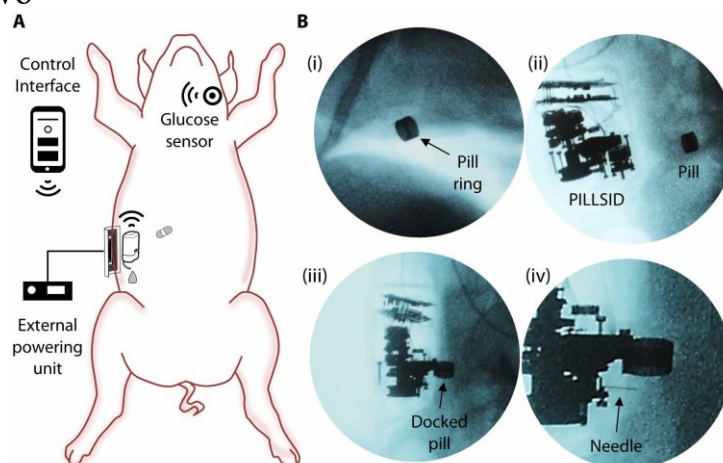 A
Control
Interface
Glucose
sensor
External
powering
unit
B
(i)
Pill
ring
(ii)
PILLSID
Pill
(iii)
Docked
pill
(iv)
Needle